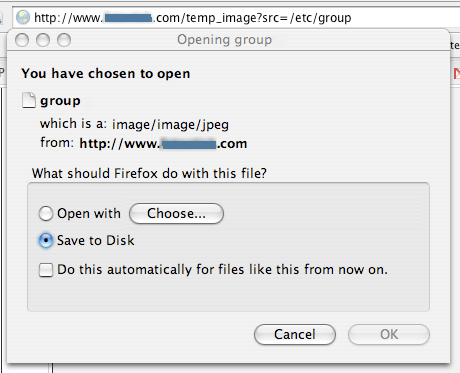 http://www. .com/temp_image?src=/etc/group
Opening group
You have chosen to open
group
which is a: image/image/jpeg
from: http://www. .com
What should Firefox do with this file?
Open with Choose...
Save to Disk
Do this automatically for files like this from now on.
Cancel OK